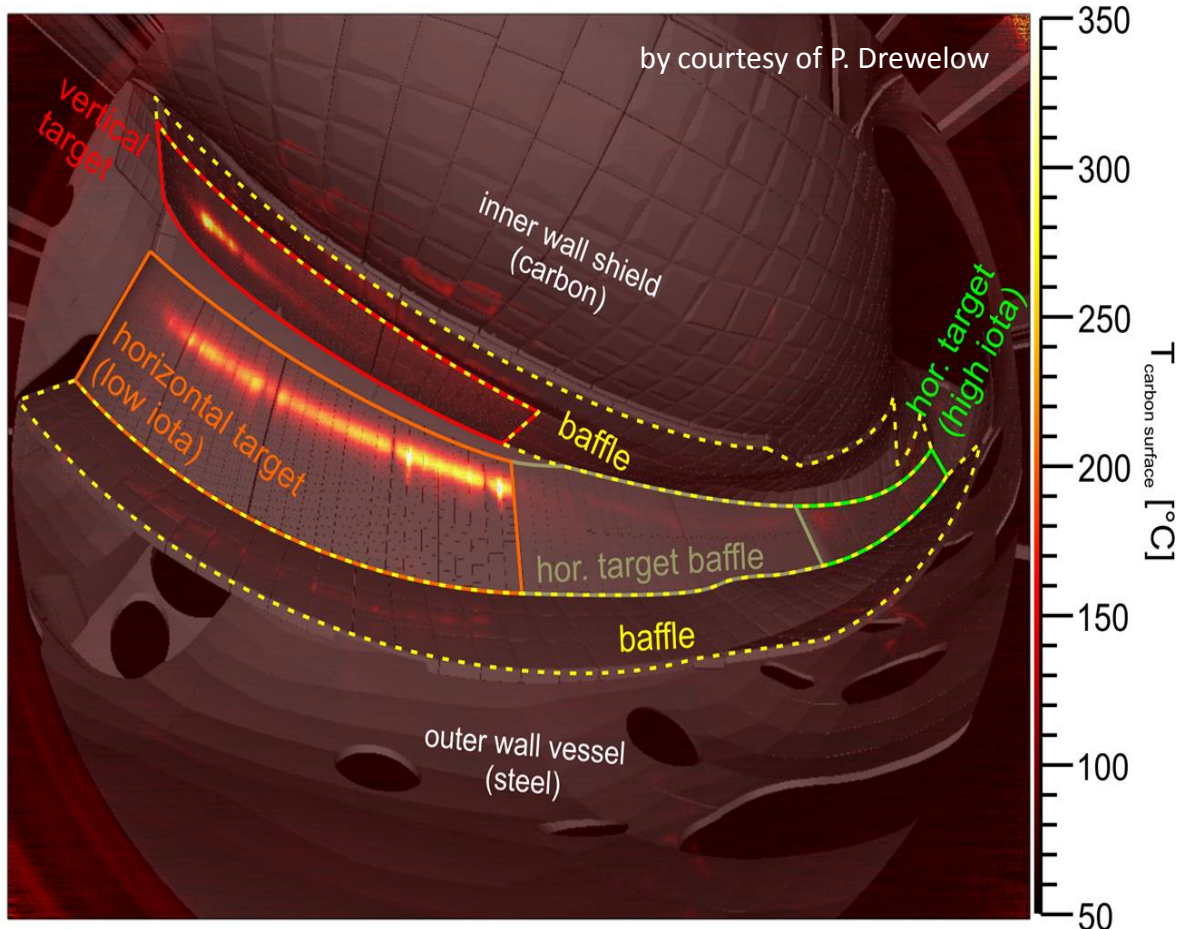 by courtesy of P. Drewelow
vertical
target
inner wall shield
(carbon)
hor. target
(high iota)
horizontal target
(low iota)
baffle
hor. target baffle
baffle
outer wall vessel
(steel)
350
300
250
200
150
100
50
T carbon surface [°C]